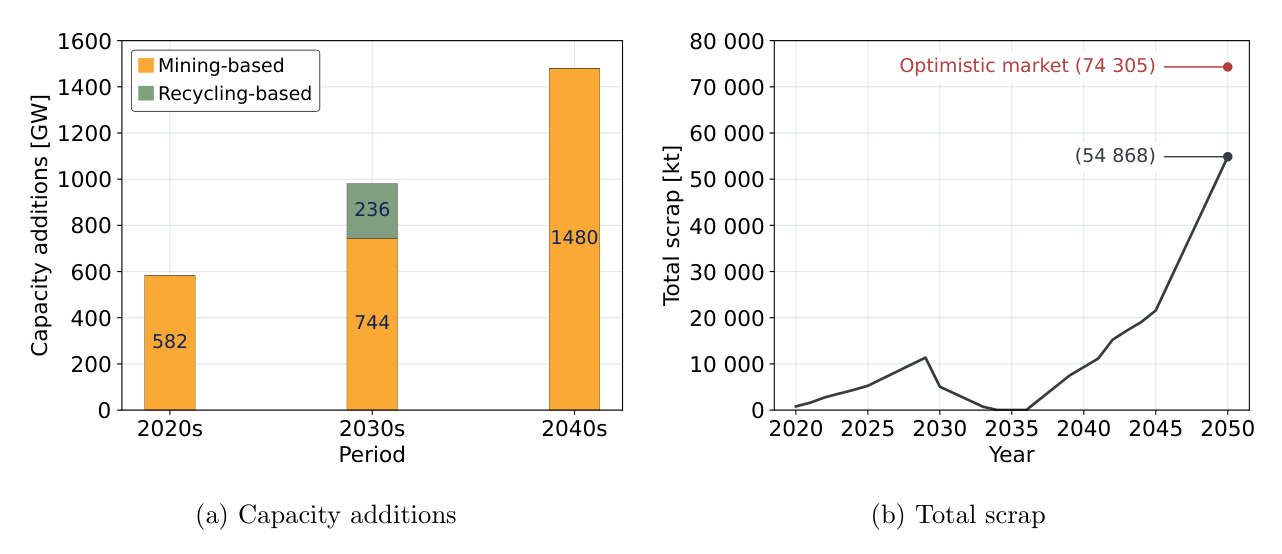 1600
1400
1200
1000
800
600
400
200
0
Capacity additions [GW]
Mining-based
Recycling-based
582
236
744
1480
2020s 2030s 2040s
Period
(a) Capacity additions
80 000
70 000
60 000
50 000
40 000
30 000
20 000
10 000
0
Total scrap [kt]
Optimistic market (74 305)
(54 868)
2020 2025 2030 2035 2040 2045 2050
Year
(b) Total scrap